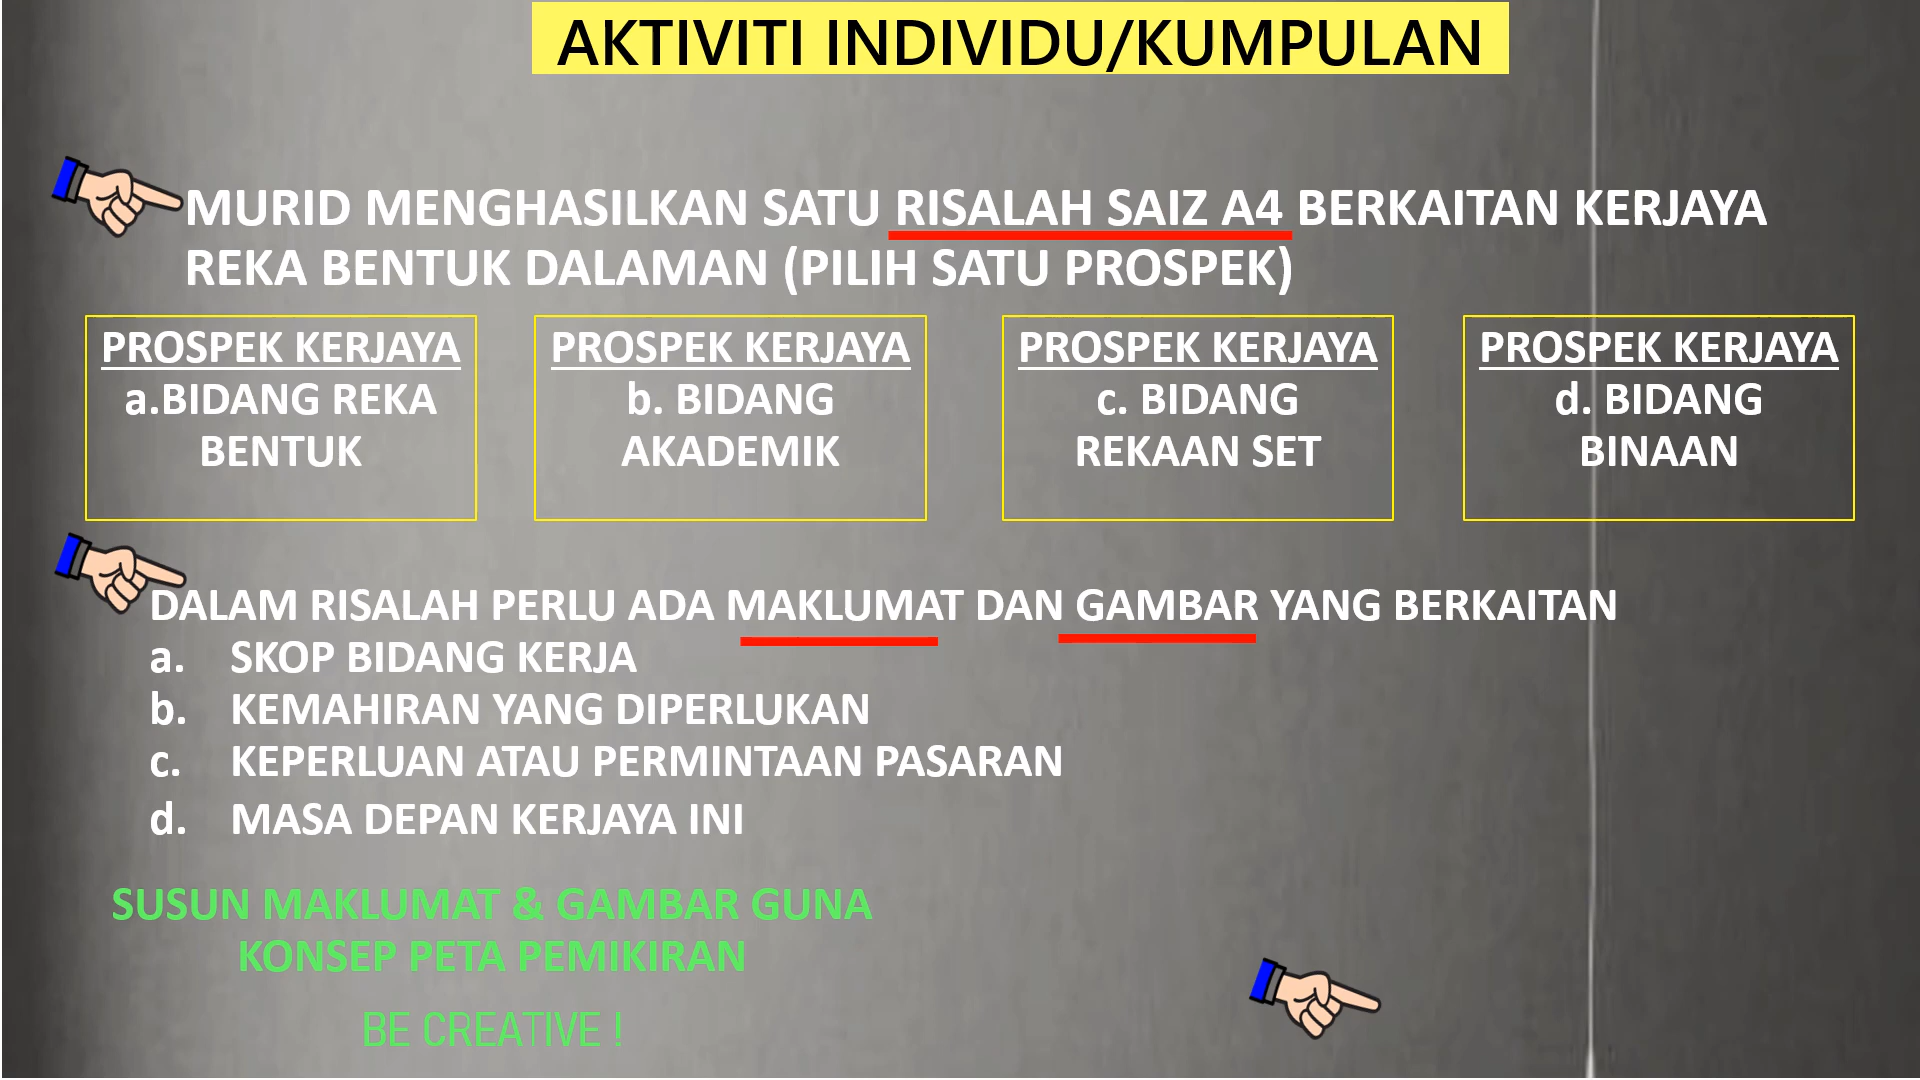 AKTIVITI INDIVIDU/KUMPULAN
MURID MENGHASILKAN SATU RISALAH SAIZ A4 BERKAITAN KERJAYA
REKA BENTUK DALAMAN (PILIH SATU PROSPEK)
PROSPEK KERJAYA
a.BIDANG REKA
BENTUK
PROSPEK KERJAYA
b. BIDANG
AKADEMIK
PROSPEK KERJAYA
c. BIDANG
REKAAN SET
PROSPEK KERJAYA
d. BIDANG
BINAAN
DALAM RISALAH PERLU ADA MAKLUMAT DAN GAMBAR YANG BERKAITAN
a. SKOP BIDANG KERJA
b. KEMAHIRAN YANG DIPERLUKAN
c. KEPERLUAN ATAU PERMINTAAN PASARAN
d. MASA DEPAN KERJAYA INI
SUSUN MAKLUMAT & GAMBAR GUNA
KONSEP PETA PEMIKIRAN
BE CREATIVE !